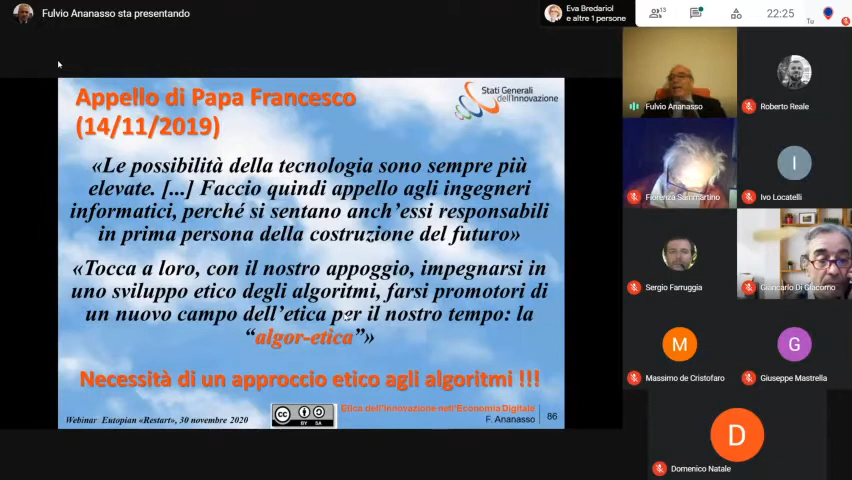 Fulvio Ananasso sta presentando
Eva Bredariol
e altre 1 persone
13
22:25
Tu
Appello di Papa Francesco
(14/11/2019)
Stati Generali
dell'Innovazione
«Le possibilità della tecnologia sono sempre più
elevate. [...] Faccio quindi appello agli ingegneri
informatici, perché si sentano anch'essi responsabili
in prima persona della costruzione del futuro»
«Tocca a loro, con il nostro appoggio, impegnarsi in
uno sviluppo etico degli algoritmi, farsi promotori di
un nuovo campo dell'etica per il nostro tempo: la
“algor-etica”»
Necessità di un approccio etico agli algoritmi !!!
Webinar Eutopian «Restart», 30 novembre 2020
cc
BY SA
Etica dell'Innovazione nell'Economia Digitale
F. Ananasso
86
Fulvio Ananasso
Roberto Reale
Fiorenza Sammartino
I
Ivo Locatelli
Sergio Farruggia
Giancarlo Di Giacomo
M
Massimo de Cristofaro
G
Giuseppe Mastrella
D
Domenico Natale